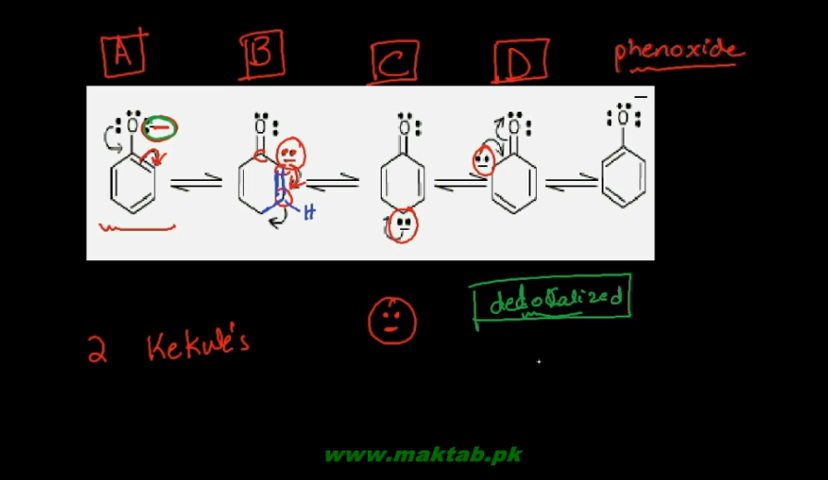 A B C D phenoxide
:O: − O: O: O: :O: −
H
delocalized
2 Kekule's
www.maktab.pk